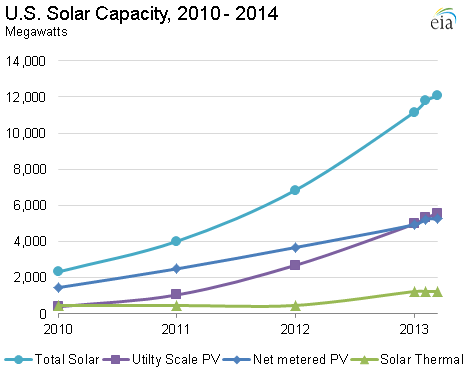 U.S. Solar Capacity, 2010 - 2014
Megawatts
eia
14,000
12,000
10,000
8,000
6,000
4,000
2,000
0
2010 2011 2012 2013
Total Solar Utilty Scale PV Net metered PV Solar Thermal